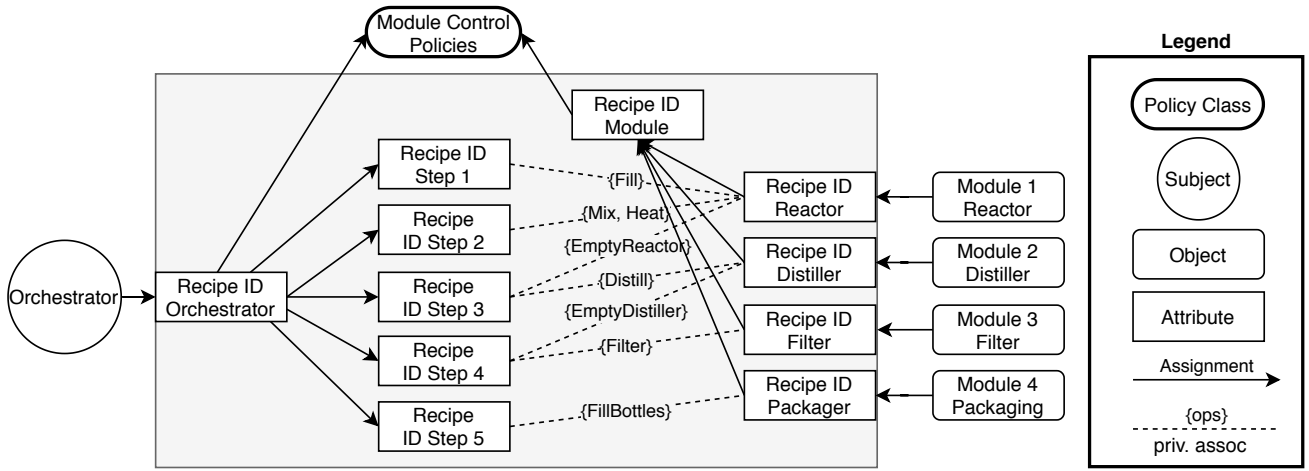 Module Control
Policies
Recipe ID
Module
Recipe ID
Step 1
Recipe
ID Step 2
Recipe
ID Step 3
Recipe
ID Step 4
Recipe
ID Step 5
Orchestrator
Recipe ID
Orchestrator
{Fill}
{Mix, Heat}
{EmptyReactor}
{Distill}
{EmptyDistiller}
{Filter}
{FillBottles}
Recipe ID
Reactor
Recipe ID
Distiller
Recipe ID
Filter
Recipe ID
Packager
Module 1
Reactor
Module 2
Distiller
Module 3
Filter
Module 4
Packaging
Legend
Policy Class
Subject
Object
Attribute
Assignment
{ops}
priv. assoc